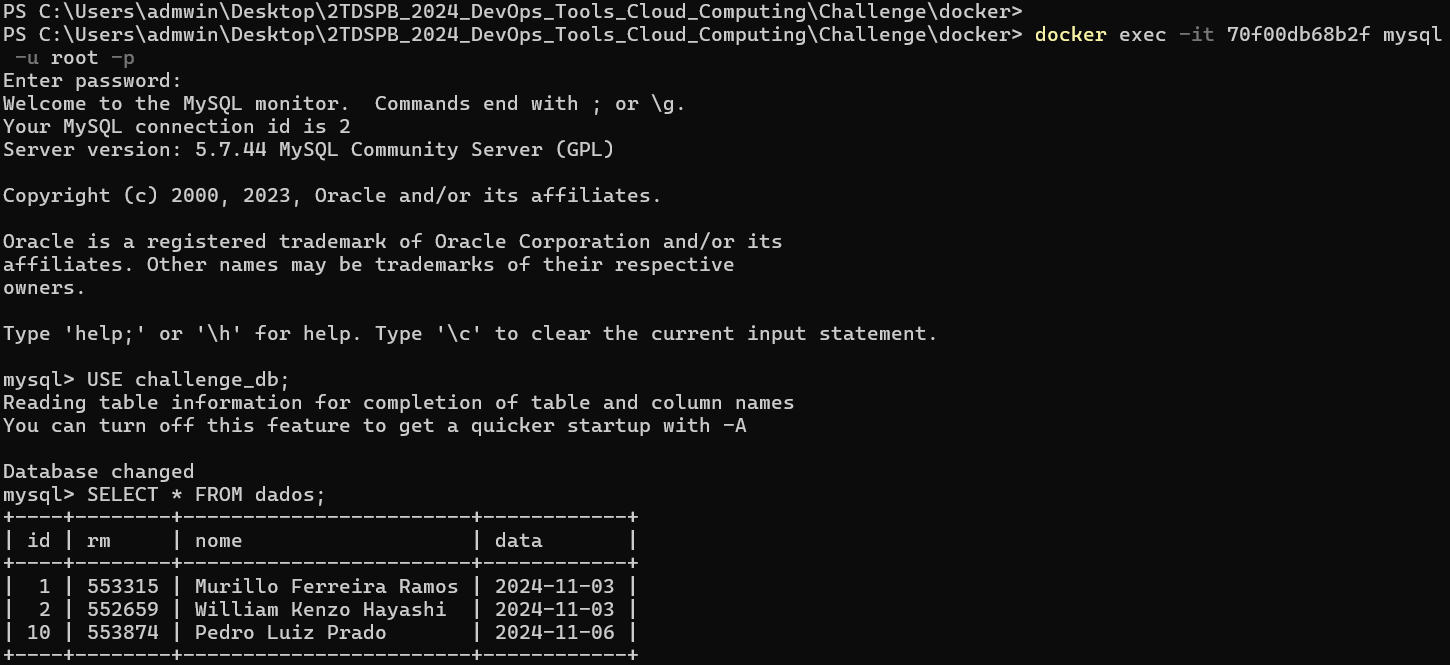 PS C:\Users\admwin\Desktop\2TDSPB_2024_DevOps_Tools_Cloud_Computing\Challenge\docker>
PS C:\Users\admwin\Desktop\2TDSPB_2024_DevOps_Tools_Cloud_Computing\Challenge\docker> docker exec -it 70f00db68b2f mysql
 -u root -p
Enter password:
Welcome to the MySQL monitor.  Commands end with ; or \g.
Your MySQL connection id is 2
Server version: 5.7.44 MySQL Community Server (GPL)

Copyright (c) 2000, 2023, Oracle and/or its affiliates.

Oracle is a registered trademark of Oracle Corporation and/or its
affiliates. Other names may be trademarks of their respective
owners.

Type 'help;' or '\h' for help. Type '\c' to clear the current input statement.

mysql> USE challenge_db;
Reading table information for completion of table and column names
You can turn off this feature to get a quicker startup with -A

Database changed
mysql> SELECT * FROM dados;
+----+--------+------------------------+------------+
| id | rm     | nome                   | data       |
+----+--------+------------------------+------------+
|  1 | 553315 | Murillo Ferreira Ramos | 2024-11-03 |
|  2 | 552659 | William Kenzo Hayashi  | 2024-11-03 |
| 10 | 553874 | Pedro Luiz Prado       | 2024-11-06 |
+----+--------+------------------------+------------+